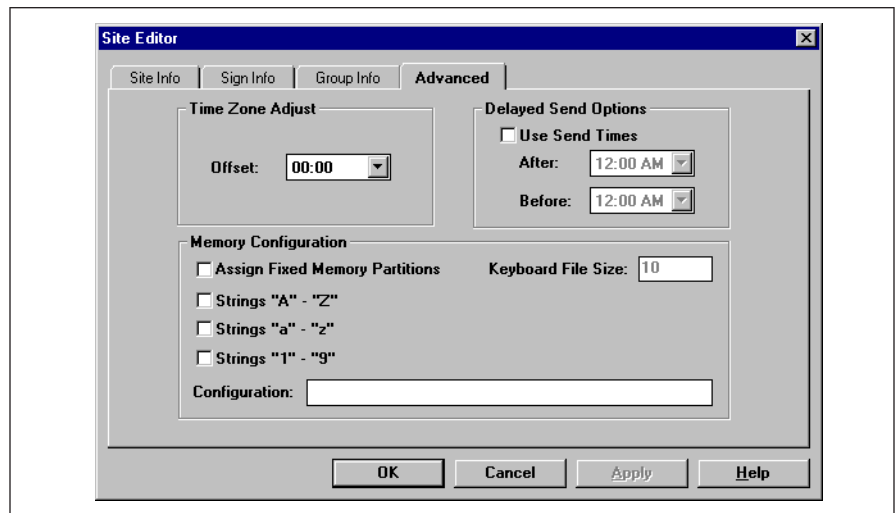 Site Editor
Site Info Sign Info Group Info Advanced
Time Zone Adjust
Offset: 00:00
Delayed Send Options
Use Send Times
After: 12:00 AM
Before: 12:00 AM
Memory Configuration
Assign Fixed Memory Partitions Keyboard File Size: 10
Strings "A" - "Z"
Strings "a" - "z"
Strings "1" - "9"
Configuration:
OK Cancel Apply Help